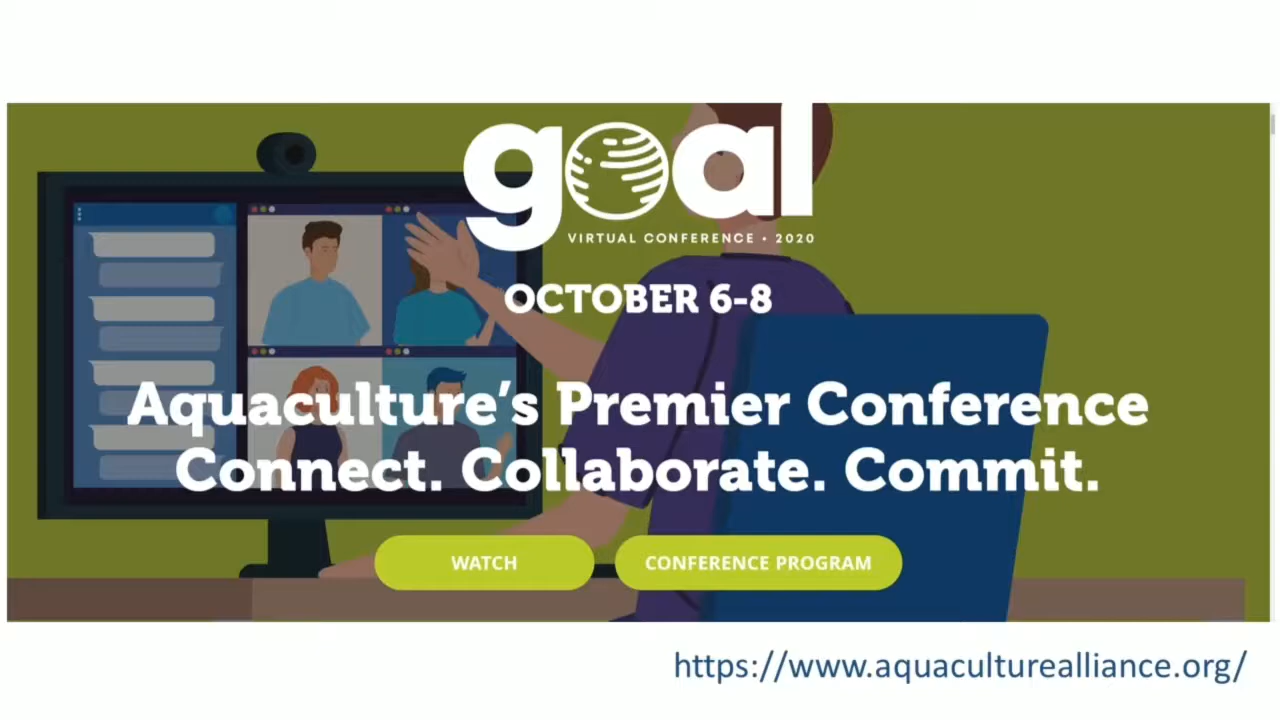 goal
VIRTUAL CONFERENCE • 2020
OCTOBER 6-8
Aquaculture’s Premier Conference
Connect. Collaborate. Commit.
WATCH
CONFERENCE PROGRAM
https://www.aquaculturealliance.org/